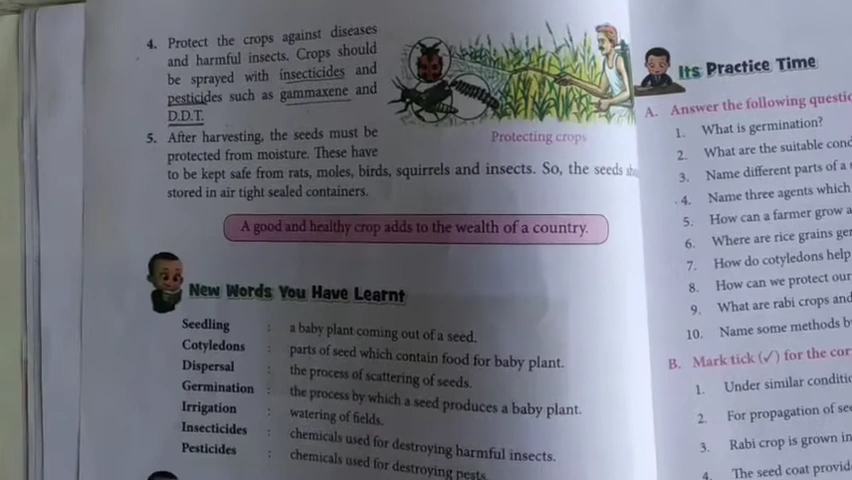 4. Protect the crops against diseases
and harmful insects. Crops should
be sprayed with insecticides and
pesticides such as gammaxene and
D.D.T.
Protecting crops
5. After harvesting, the seeds must be
protected from moisture. These have
to be kept safe from rats, moles, birds, squirrels and insects. So, the seeds
stored in air tight sealed containers.
A good and healthy crop adds to the wealth of a country.
New Words You Have Learnt
Seedling : a baby plant coming out of a seed.
Cotyledons : parts of seed which contain food for baby plant.
Dispersal : the process of scattering of seeds.
Germination : the process by which a seed produces a baby plant.
Irrigation : watering of fields.
Insecticides : chemicals used for destroying harmful insects.
Pesticides : chemicals used for destroying pests
Its Practice Time
A. Answer the following
1. What is germination?
2. What are the suitable
3. Name different parts of a
4. Name three agents which
5. How can a farmer grow
6. Where are rice grains
7. How do cotyledons help
8. How can we protect our
9. What are rabi crops and
10. Name some methods
B. Mark tick (✓) for the
1. Under similar
2. For propagation of
3. Rabi crop is grown in
4. The seed coat